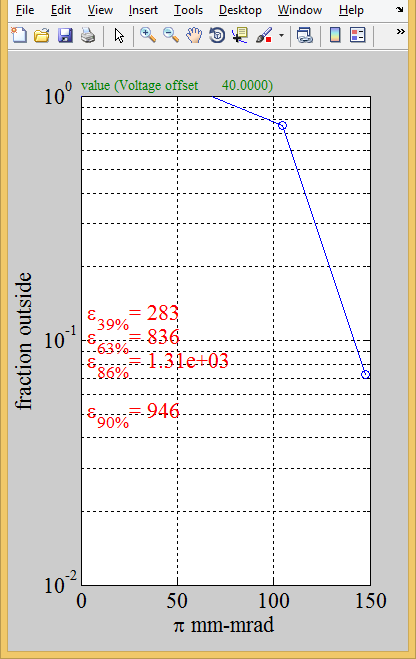 File Edit View Insert Tools Desktop Window Help
value (Voltage offset 40.0000)
10^0
ε39% = 283
10^-1
ε63% = 836
ε86% = 1.31e+03
ε90% = 946
10^-2
fraction outside
0 50 100 150
π mm-mrad